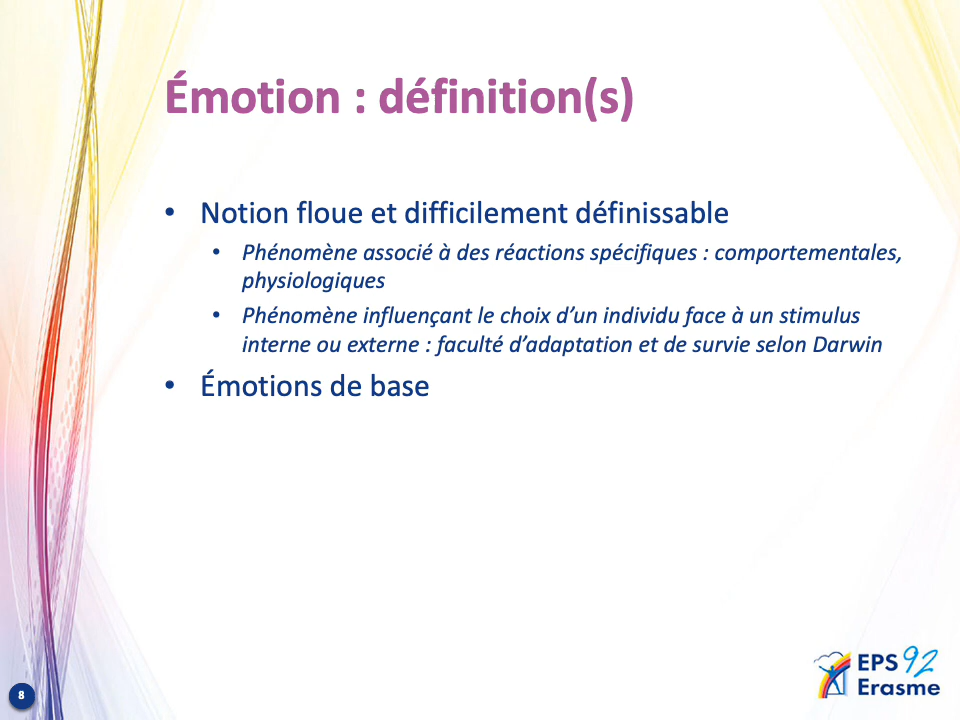 Émotion : définition(s)
• Notion floue et difficilement définissable
• Phénomène associé à des réactions spécifiques : comportementales,
physiologiques
• Phénomène influençant le choix d’un individu face à un stimulus
interne ou externe : faculté d’adaptation et de survie selon Darwin
• Émotions de base
8
EPS 92
Erasme